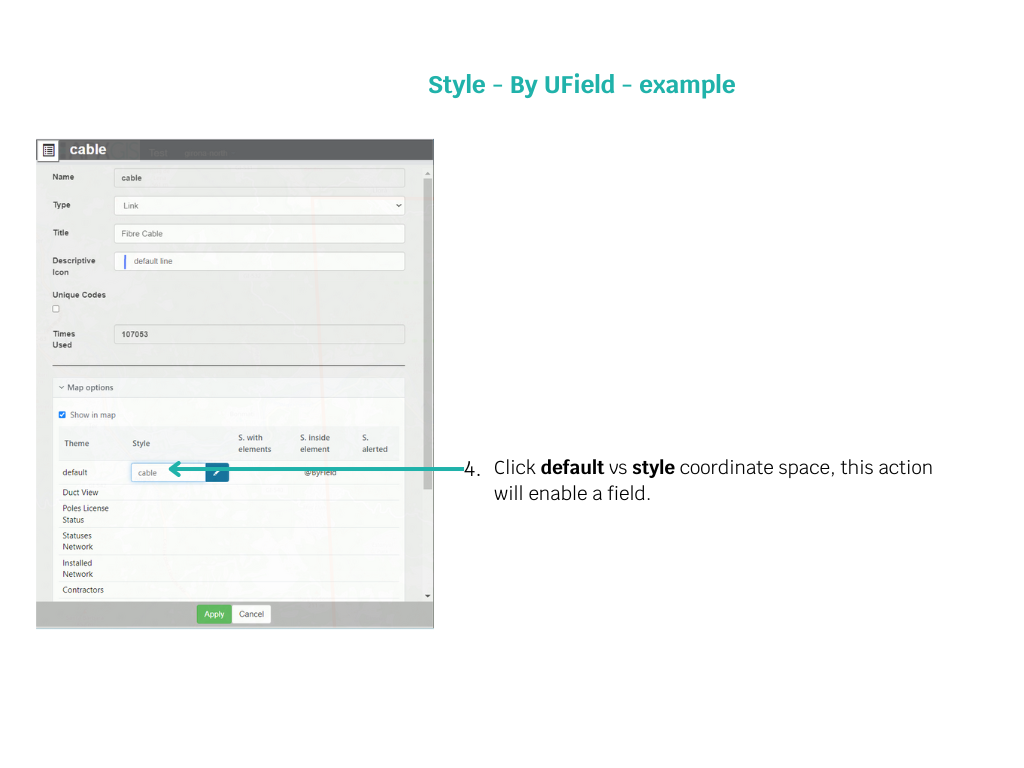 Style - By UField - example
cable
Name
cable
Type
Link
Title
Fibre Cable
Descriptive
Icon
default line
Unique Codes
Times
Used
107053
Map options
Show in map
Theme
Style
S. with
elements
S. inside
element
S.
alerted
default
cable
@ByField
Duct View
Poles License
Status
Statuses
Network
Installed
Network
Contractors
Apply
Cancel
4. Click default vs style coordinate space, this action
will enable a field.